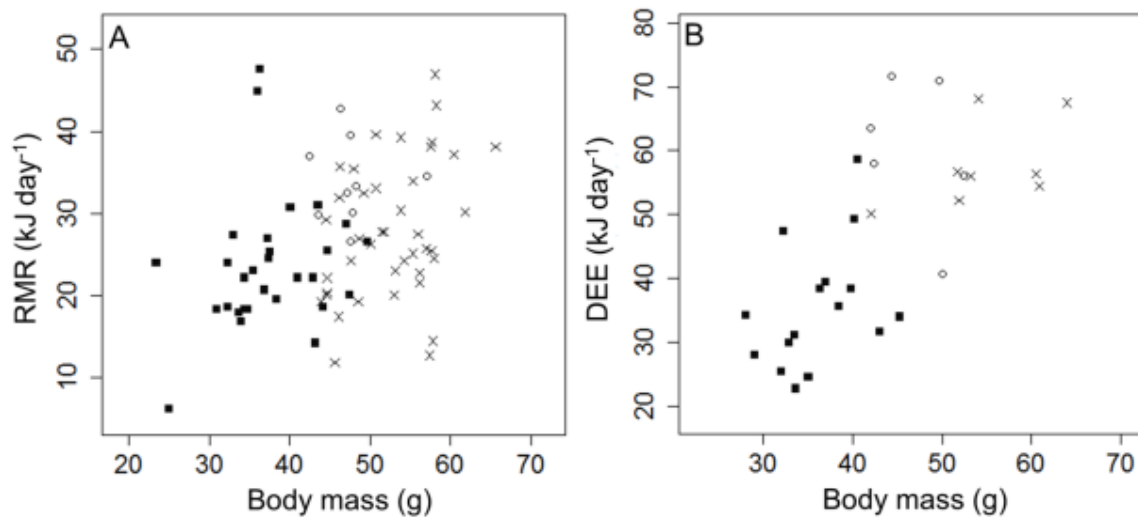 A
RMR (kJ day⁻¹)
50
40
30
20
10
20 30 40 50 60 70
Body mass (g)
B
DEE (kJ day⁻¹)
80
70
60
50
40
30
20
30 40 50 60 70
Body mass (g)